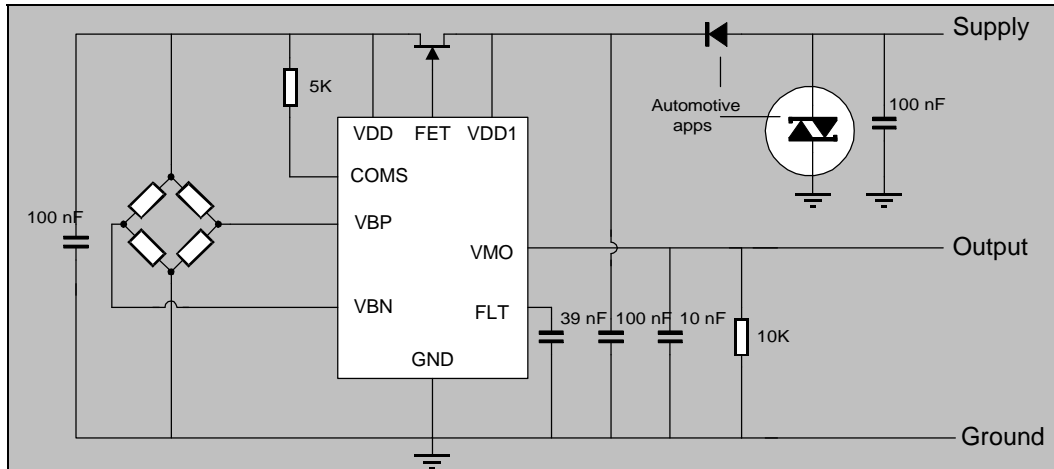 Supply
5K
Automotive
apps
100 nF
VDD
FET
VDD1
COMS
100 nF
VBP
VMO
Output
VBN
FLT
39 nF
100 nF
10 nF
10K
GND
Ground